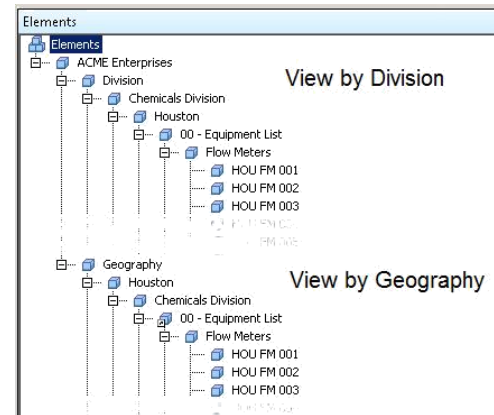 Elements
Elements
ACME Enterprises
Division
View by Division
Chemicals Division
Houston
00 - Equipment List
Flow Meters
HOU FM 001
HOU FM 002
HOU FM 003
Geography
View by Geography
Houston
Chemicals Division
00 - Equipment List
Flow Meters
HOU FM 001
HOU FM 002
HOU FM 003